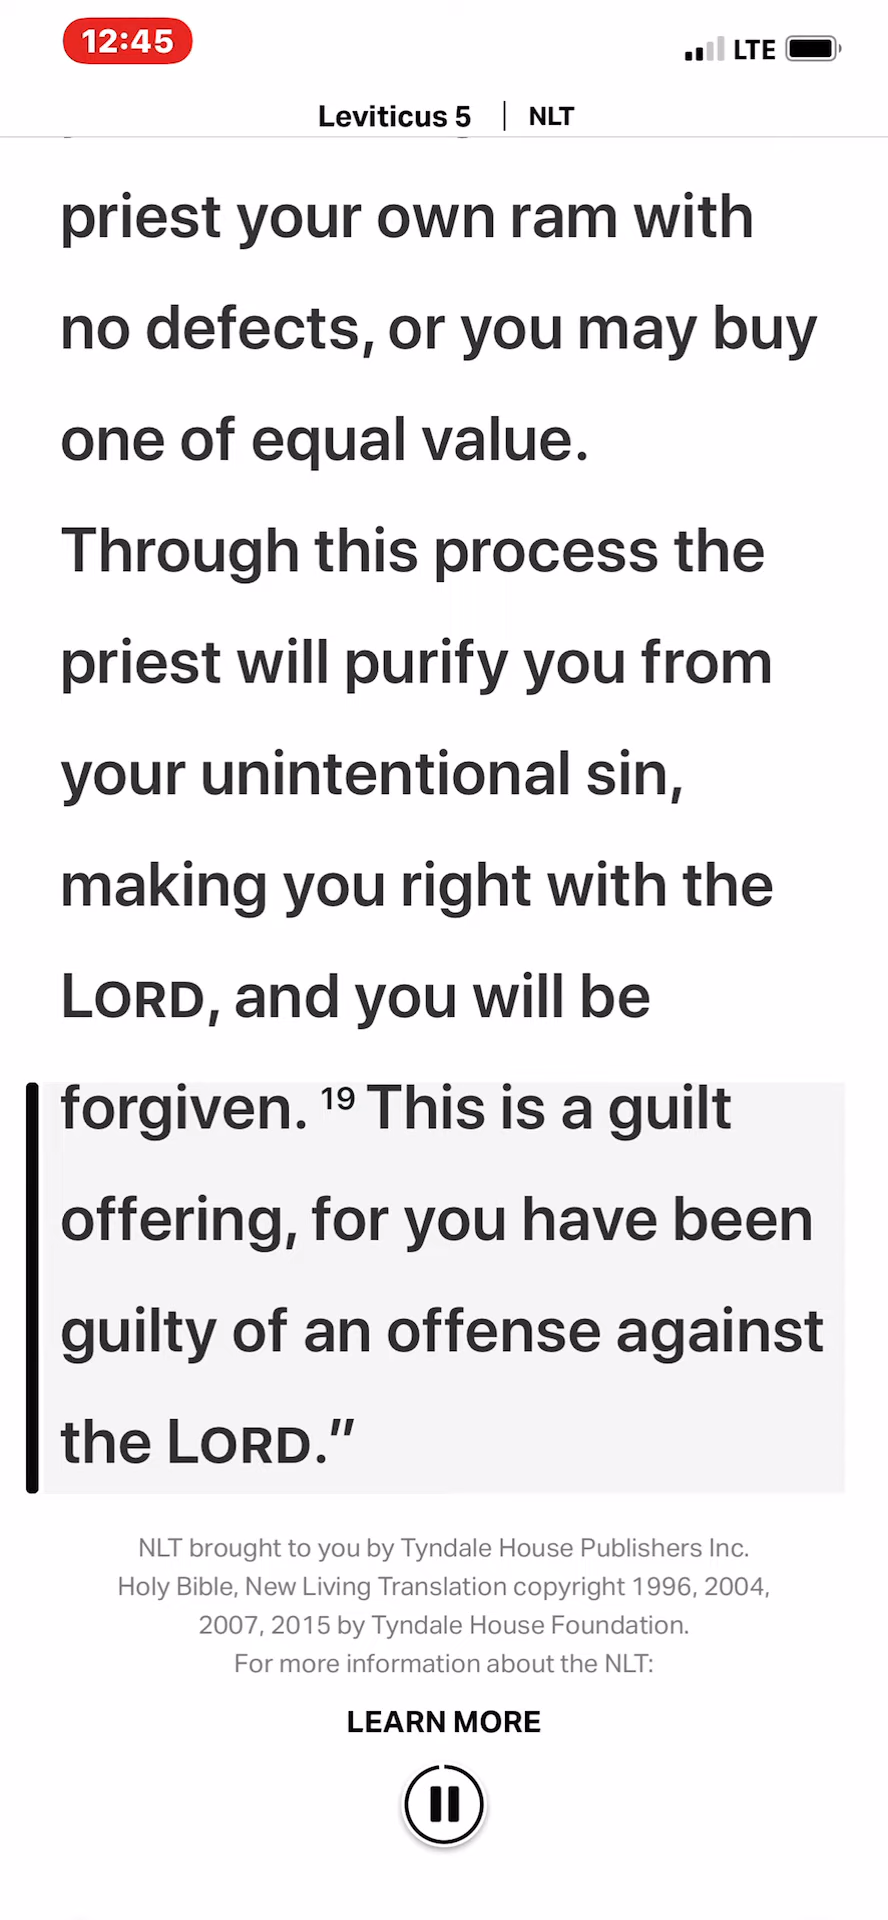 12:45
LTE
Leviticus 5 | NLT
priest your own ram with
no defects, or you may buy
one of equal value.
Through this process the
priest will purify you from
your unintentional sin,
making you right with the
LORD, and you will be
forgiven. 19 This is a guilt
offering, for you have been
guilty of an offense against
the LORD.”
NLT brought to you by Tyndale House Publishers Inc.
Holy Bible, New Living Translation copyright 1996, 2004,
2007, 2015 by Tyndale House Foundation.
For more information about the NLT:
LEARN MORE